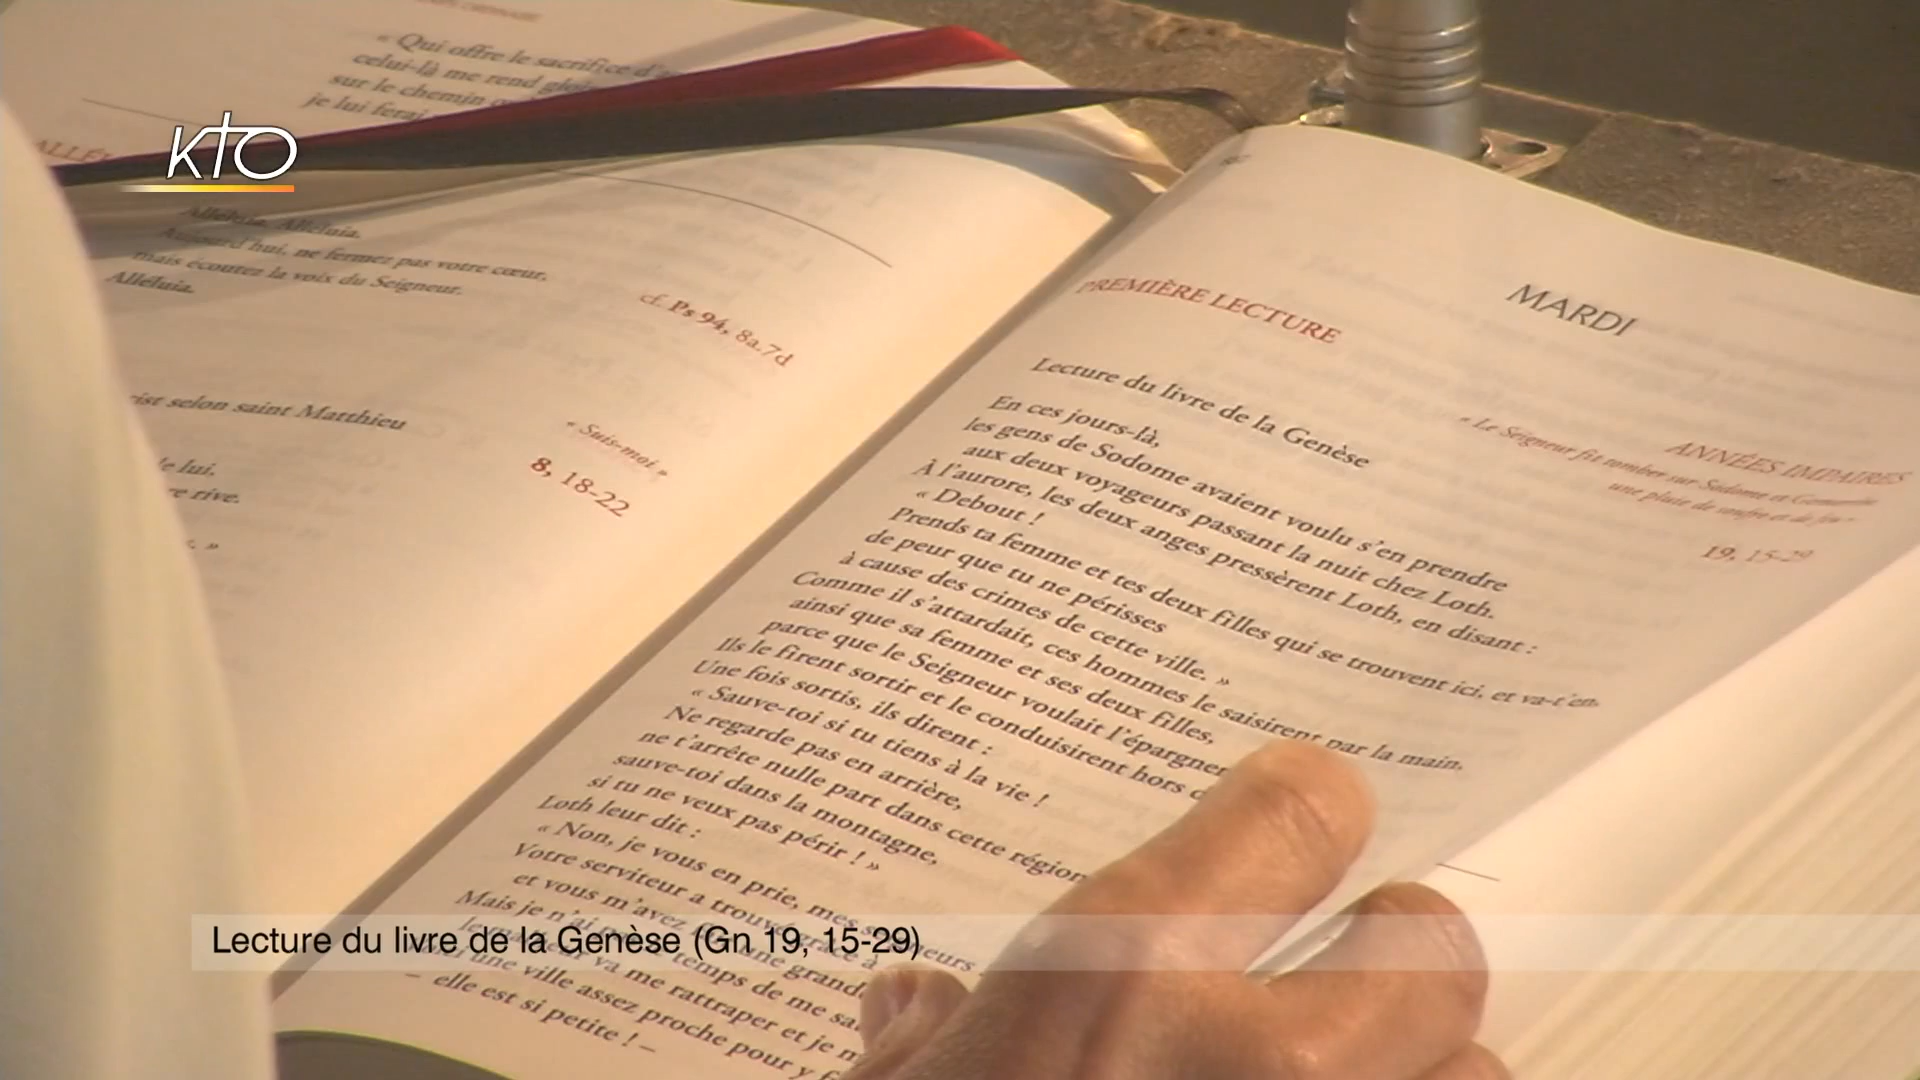 « Qui offre le sacrifice
celui-là me rend
sur le chemin
je lui ferai
KTO
Alléluia. Alléluia.
Aujourd'hui, ne fermez pas votre cœur,
mais écoutez la voix du Seigneur.
Alléluia.
cf. Ps 94, 8a.7d
selon saint Matthieu
« Suis-moi »
8, 18-22
lui.
rive.
»
MARDI
PREMIÈRE LECTURE
ANNÉES IMPAIRES
« Le Seigneur fit tomber sur Sodome et Gomorrhe
une pluie de soufre et de feu »
19, 15-29
Lecture du livre de la Genèse
En ces jours-là,
les gens de Sodome avaient voulu s'en prendre
aux deux voyageurs passant la nuit chez Loth.
À l'aurore, les deux anges pressèrent Loth, en disant :
« Debout !
Prends ta femme et tes deux filles qui se trouvent ici, et va-t'en,
de peur que tu ne périsses
à cause des crimes de cette ville. »
Comme il s'attardait, ces hommes le saisirent par la main,
ainsi que sa femme et ses deux filles,
parce que le Seigneur voulait l'épargner
Ils le firent sortir et le conduisirent hors
Une fois sortis, ils dirent :
« Sauve-toi si tu tiens à la vie !
Ne regarde pas en arrière,
ne t'arrête nulle part dans cette région
sauve-toi dans la montagne,
si tu ne veux pas périr ! »
Loth leur dit :
« Non, je vous en prie, mes
Votre serviteur a trouvé grâce à
et vous m'avez une grand
Mais je n'ai pas le temps de me
le malheur va me rattraper et je
une ville assez proche pour y
– elle est si petite ! –
Lecture du livre de la Genèse (Gn 19, 15-29)